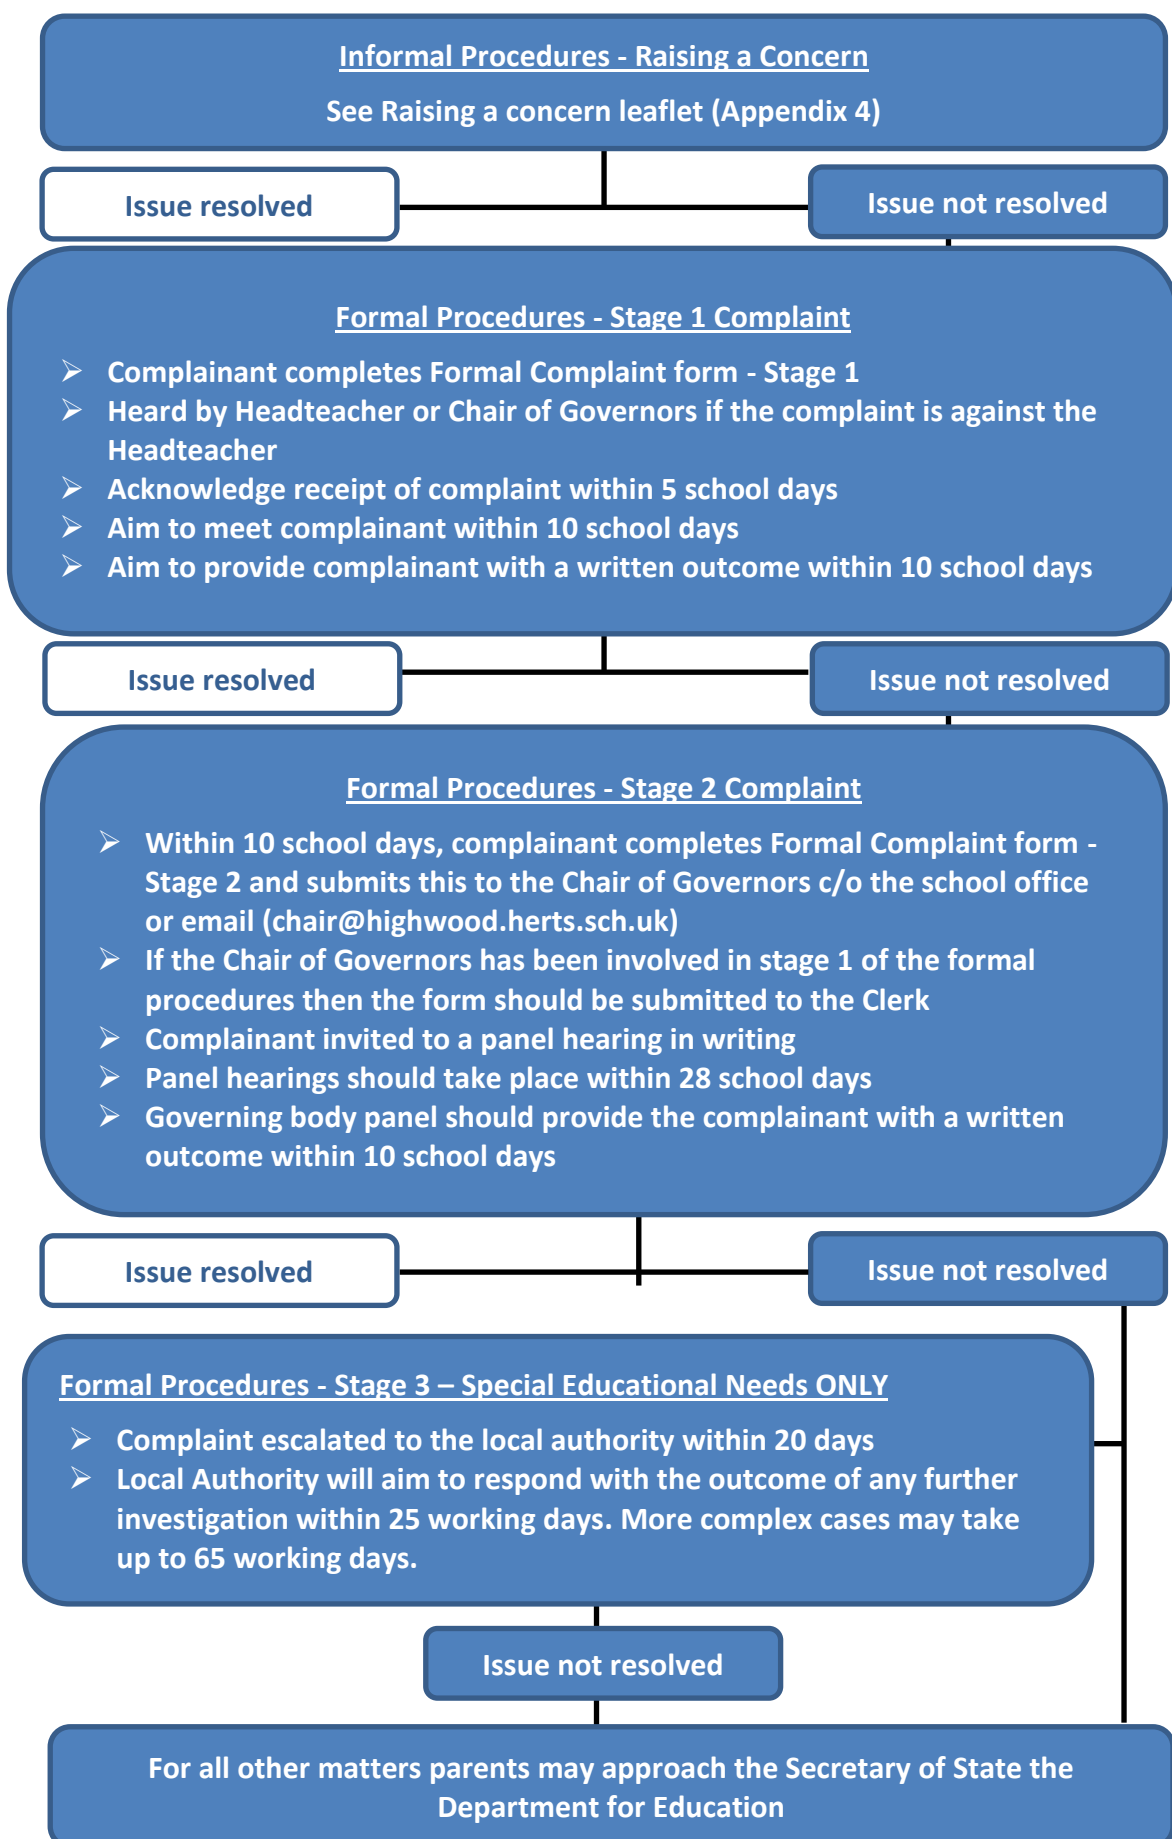 Informal Procedures - Raising a Concern
See Raising a concern leaflet (Appendix 4)
Issue resolved
Issue not resolved
Formal Procedures - Stage 1 Complaint
➢ Complainant completes Formal Complaint form - Stage 1
➢ Heard by Headteacher or Chair of Governors if the complaint is against the
Headteacher
➢ Acknowledge receipt of complaint within 5 school days
➢ Aim to meet complainant within 10 school days
➢ Aim to provide complainant with a written outcome within 10 school days
Issue resolved
Issue not resolved
Formal Procedures - Stage 2 Complaint
➢ Within 10 school days, complainant completes Formal Complaint form -
Stage 2 and submits this to the Chair of Governors c/o the school office
or email (chair@highwood.herts.sch.uk)
➢ If the Chair of Governors has been involved in stage 1 of the formal
procedures then the form should be submitted to the Clerk
➢ Complainant invited to a panel hearing in writing
➢ Panel hearings should take place within 28 school days
➢ Governing body panel should provide the complainant with a written
outcome within 10 school days
Issue resolved
Issue not resolved
Formal Procedures - Stage 3 – Special Educational Needs ONLY
➢ Complaint escalated to the local authority within 20 days
➢ Local Authority will aim to respond with the outcome of any further
investigation within 25 working days. More complex cases may take
up to 65 working days.
Issue not resolved
For all other matters parents may approach the Secretary of State the
Department for Education